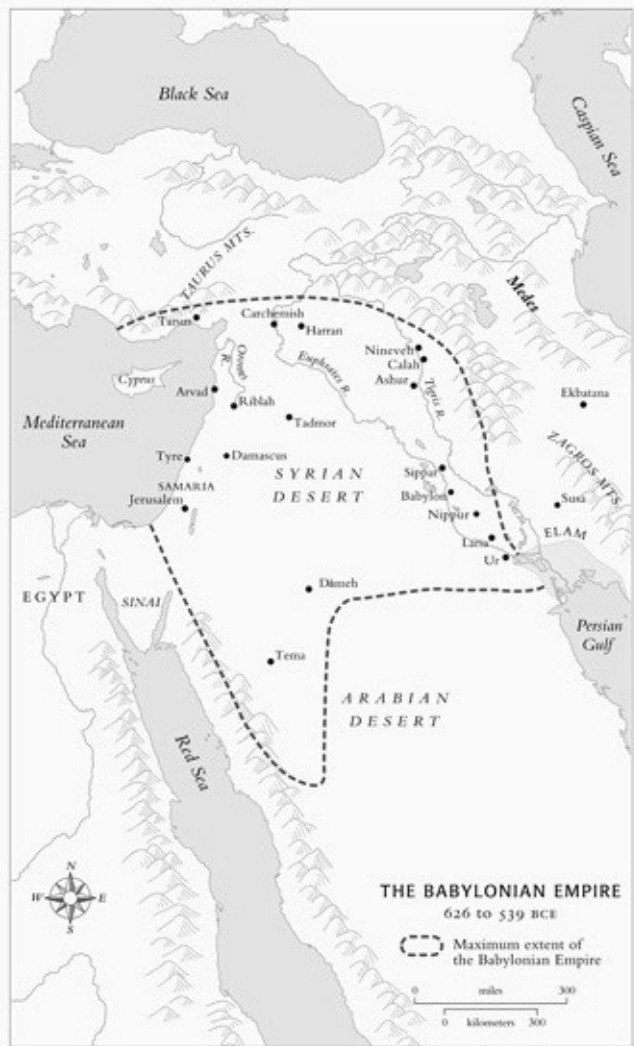 Black Sea
Caspian Sea
TAURUS MTS.
Medes
Tarsus
Carchemish
Harran
Nineveh
Calah
Ashur
Orontes R.
Euphrates R.
Tigris R.
Cyprus
Arvad
Riblah
Tadmor
Ekbatana
Mediterranean
Sea
ZAGROS MTS.
Tyre
Damascus
SYRIAN
DESERT
Sippar
Babylon
Nippur
Susa
SAMARIA
Jerusalem
Larsa
ELAM
Ur
EGYPT
SINAI
Dumeh
Persian
Gulf
Tema
ARABIAN
DESERT
Red Sea
N
W
E
S
THE BABYLONIAN EMPIRE
626 to 539 BCE
Maximum extent of
the Babylonian Empire
0 miles 300
0 kilometers 300